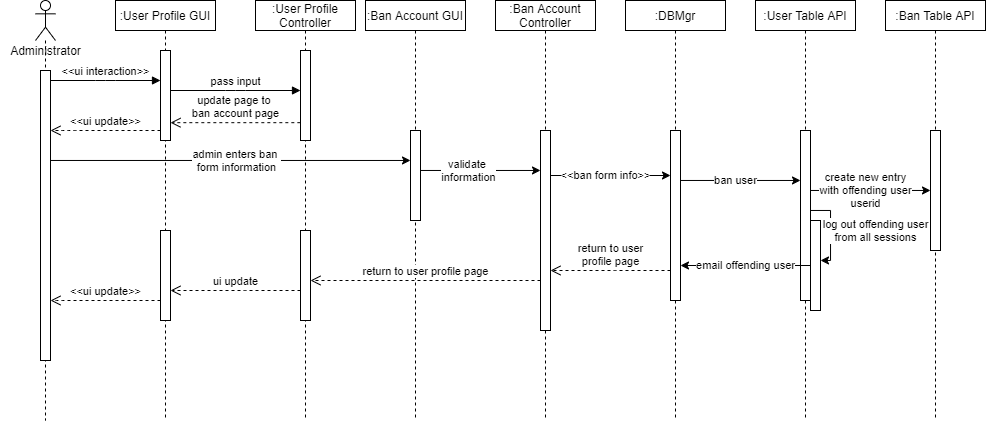 :User Profile GUI
:User Profile
Controller
:Ban Account GUI
:Ban Account
Controller
:DBMgr
:User Table API
:Ban Table API
Administrator
<<ui interaction>>
pass input
update page to
ban account page
<<ui update>>
admin enters ban
form information
validate
information
<<ban form info>>
ban user
create new entry
with offending user
userid
log out offending user
from all sessions
email offending user
return to user
profile page
return to user profile page
ui update
<<ui update>>